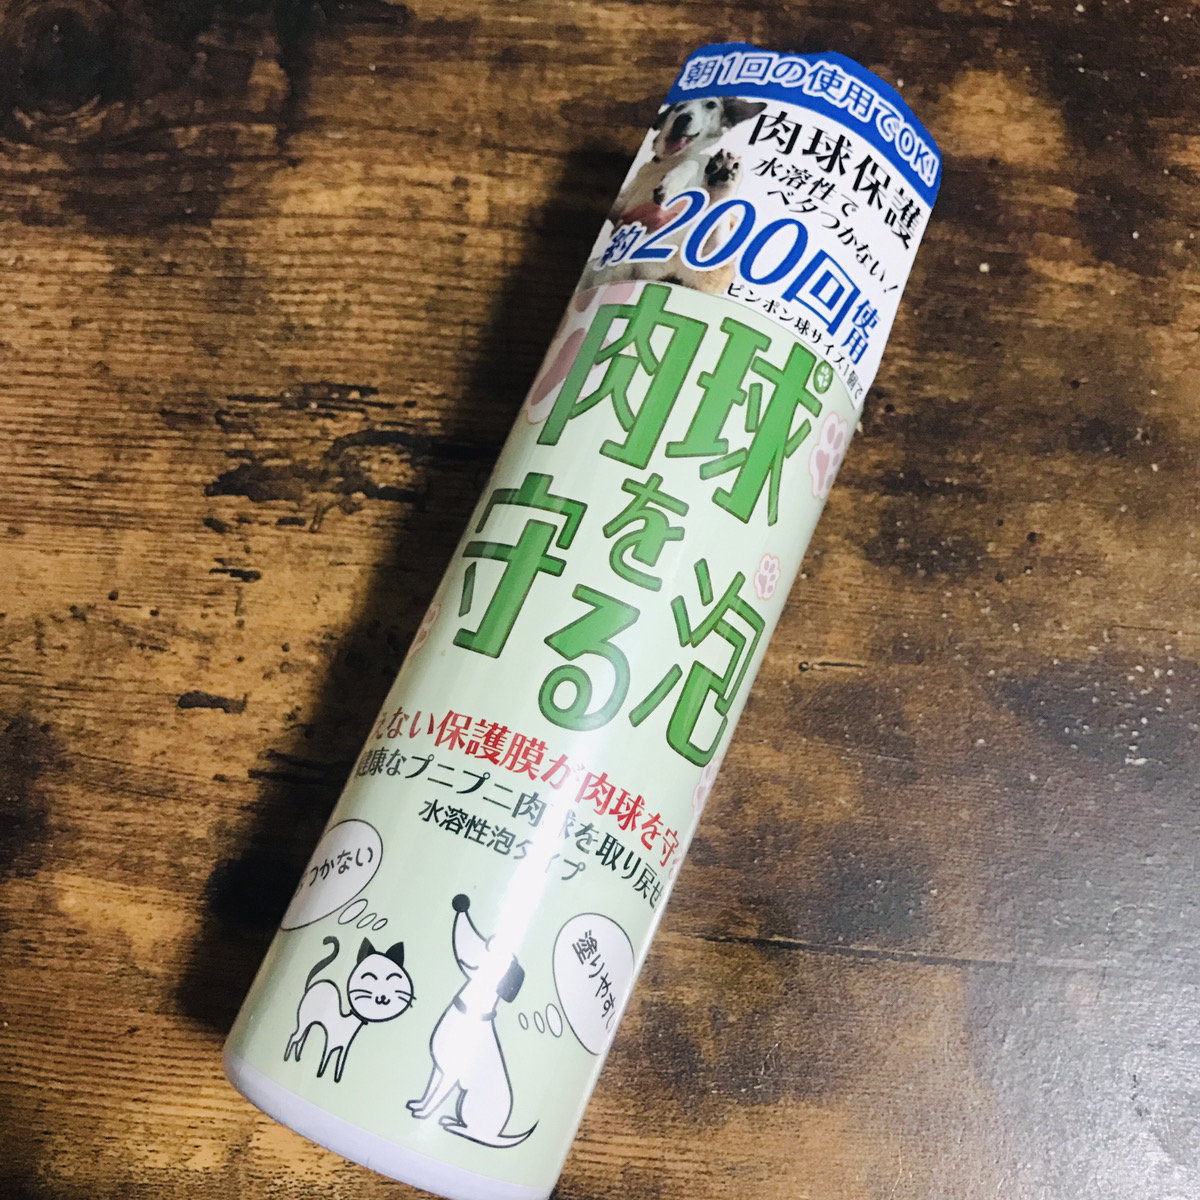 朝1回の使用でOK!
肉球保護
水溶性で
ベタつかない!
約200回使用
ピンポン球サイズ1個で
肉球を
守る泡
えない保護膜が肉球を守
健康なプニプニ肉球を取り戻せ
水溶性泡タイプ
つかない
塗りやすい